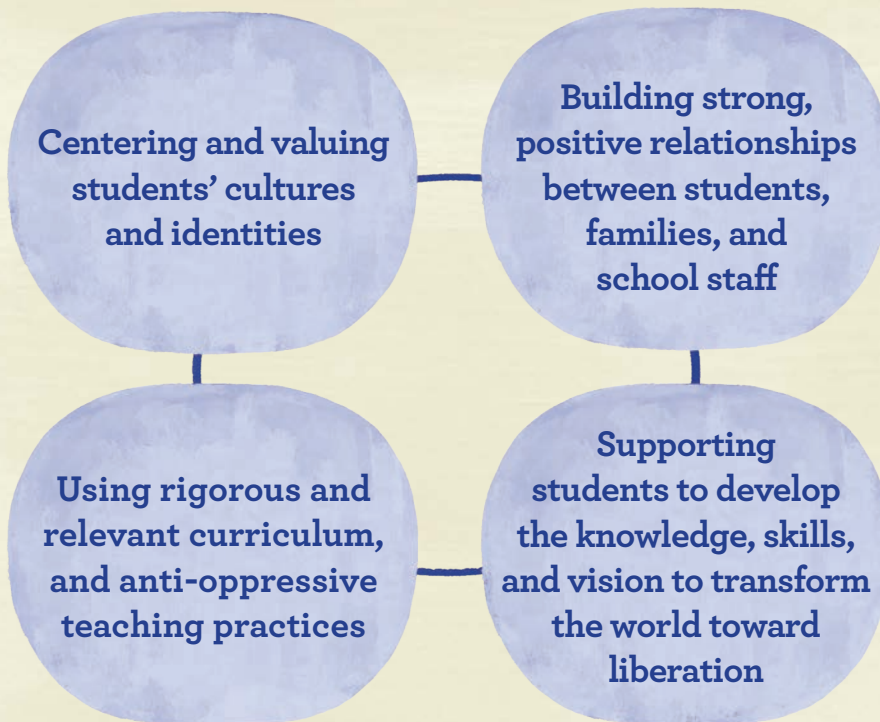 Centering and valuing
students’ cultures
and identities
Building strong,
positive relationships
between students,
families, and
school staff
Using rigorous and
relevant curriculum,
and anti-oppressive
teaching practices
Supporting
students to develop
the knowledge, skills,
and vision to transform
the world toward
liberation